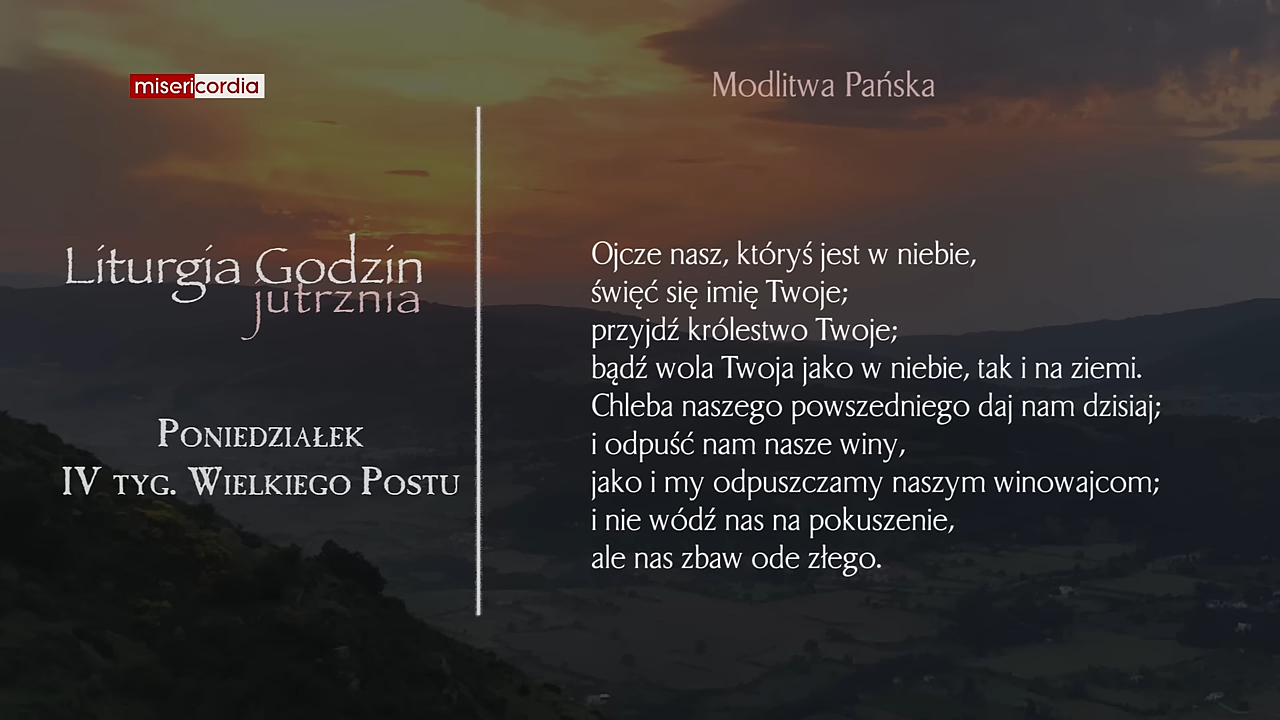 misericordia
Liturgia Godzin
jutrznia
Poniedziałek
IV tyg. Wielkiego Postu
Modlitwa Pańska
Ojcze nasz, któryś jest w niebie,
święć się imię Twoje;
przyjdź królestwo Twoje;
bądź wola Twoja jako w niebie, tak i na ziemi.
Chleba naszego powszedniego daj nam dzisiaj;
i odpuść nam nasze winy,
jako i my odpuszczamy naszym winowajcom;
i nie wódź nas na pokuszenie,
ale nas zbaw ode złego.